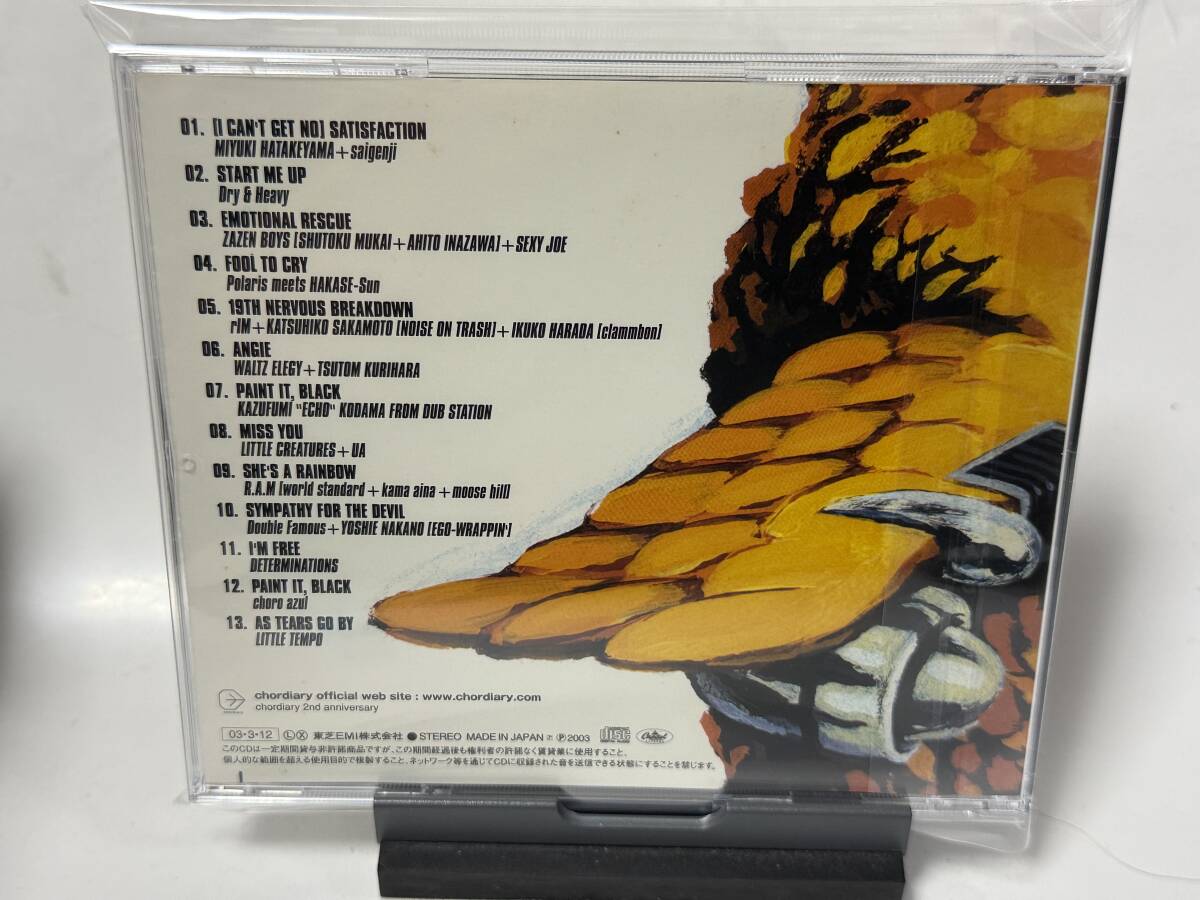 01. [I CAN'T GET NO] SATISFACTION
MIYUKI HATAKEYAMA+saigenji
02. START ME UP
Dry & Heavy
03. EMOTIONAL RESCUE
ZAZEN BOYS [SHUTOKU MUKAI+AHITO INAZAWA]+SEXY JOE
04. FOOL TO CRY
Polaris meets HAKASE-Sun
05. 19TH NERVOUS BREAKDOWN
rIM+KATSUHIKO SAKAMOTO [NOISE ON TRASH]+IKUKO HARADA [clammbon]
06. ANGIE
WALTZ ELEGY+TSUTOM KURIHARA
07. PAINT IT, BLACK
KAZUFUMI "ECHO" KODAMA FROM DUB STATION
08. MISS YOU
LITTLE CREATURES+UA
09. SHE'S A RAINBOW
R.A.M [world standard+kama aina+moose hill]
10. SYMPATHY FOR THE DEVIL
Double Famous+YOSHIE NAKANO [EGO-WRAPPIN']
11. I'M FREE
DETERMINATIONS
12. PAINT IT, BLACK
choro azul
13. AS TEARS GO BY
LITTLE TEMPO
chordiary official web site : www.chordiary.com
chordiary 2nd anniversary
03・3・12 Ⓛ Ⓧ 東芝EMI株式会社 ●STEREO MADE IN JAPAN ℗2003 disc Capitol
このCDは一定期間貸与非許諾商品ですが、この期間経過後も権利者の許諾なく賃貸業に使用すること、
個人的な範囲を超える使用目的で複製すること、ネットワーク等を通じてCDに収録された音を送信できる状態にすることを禁じます。